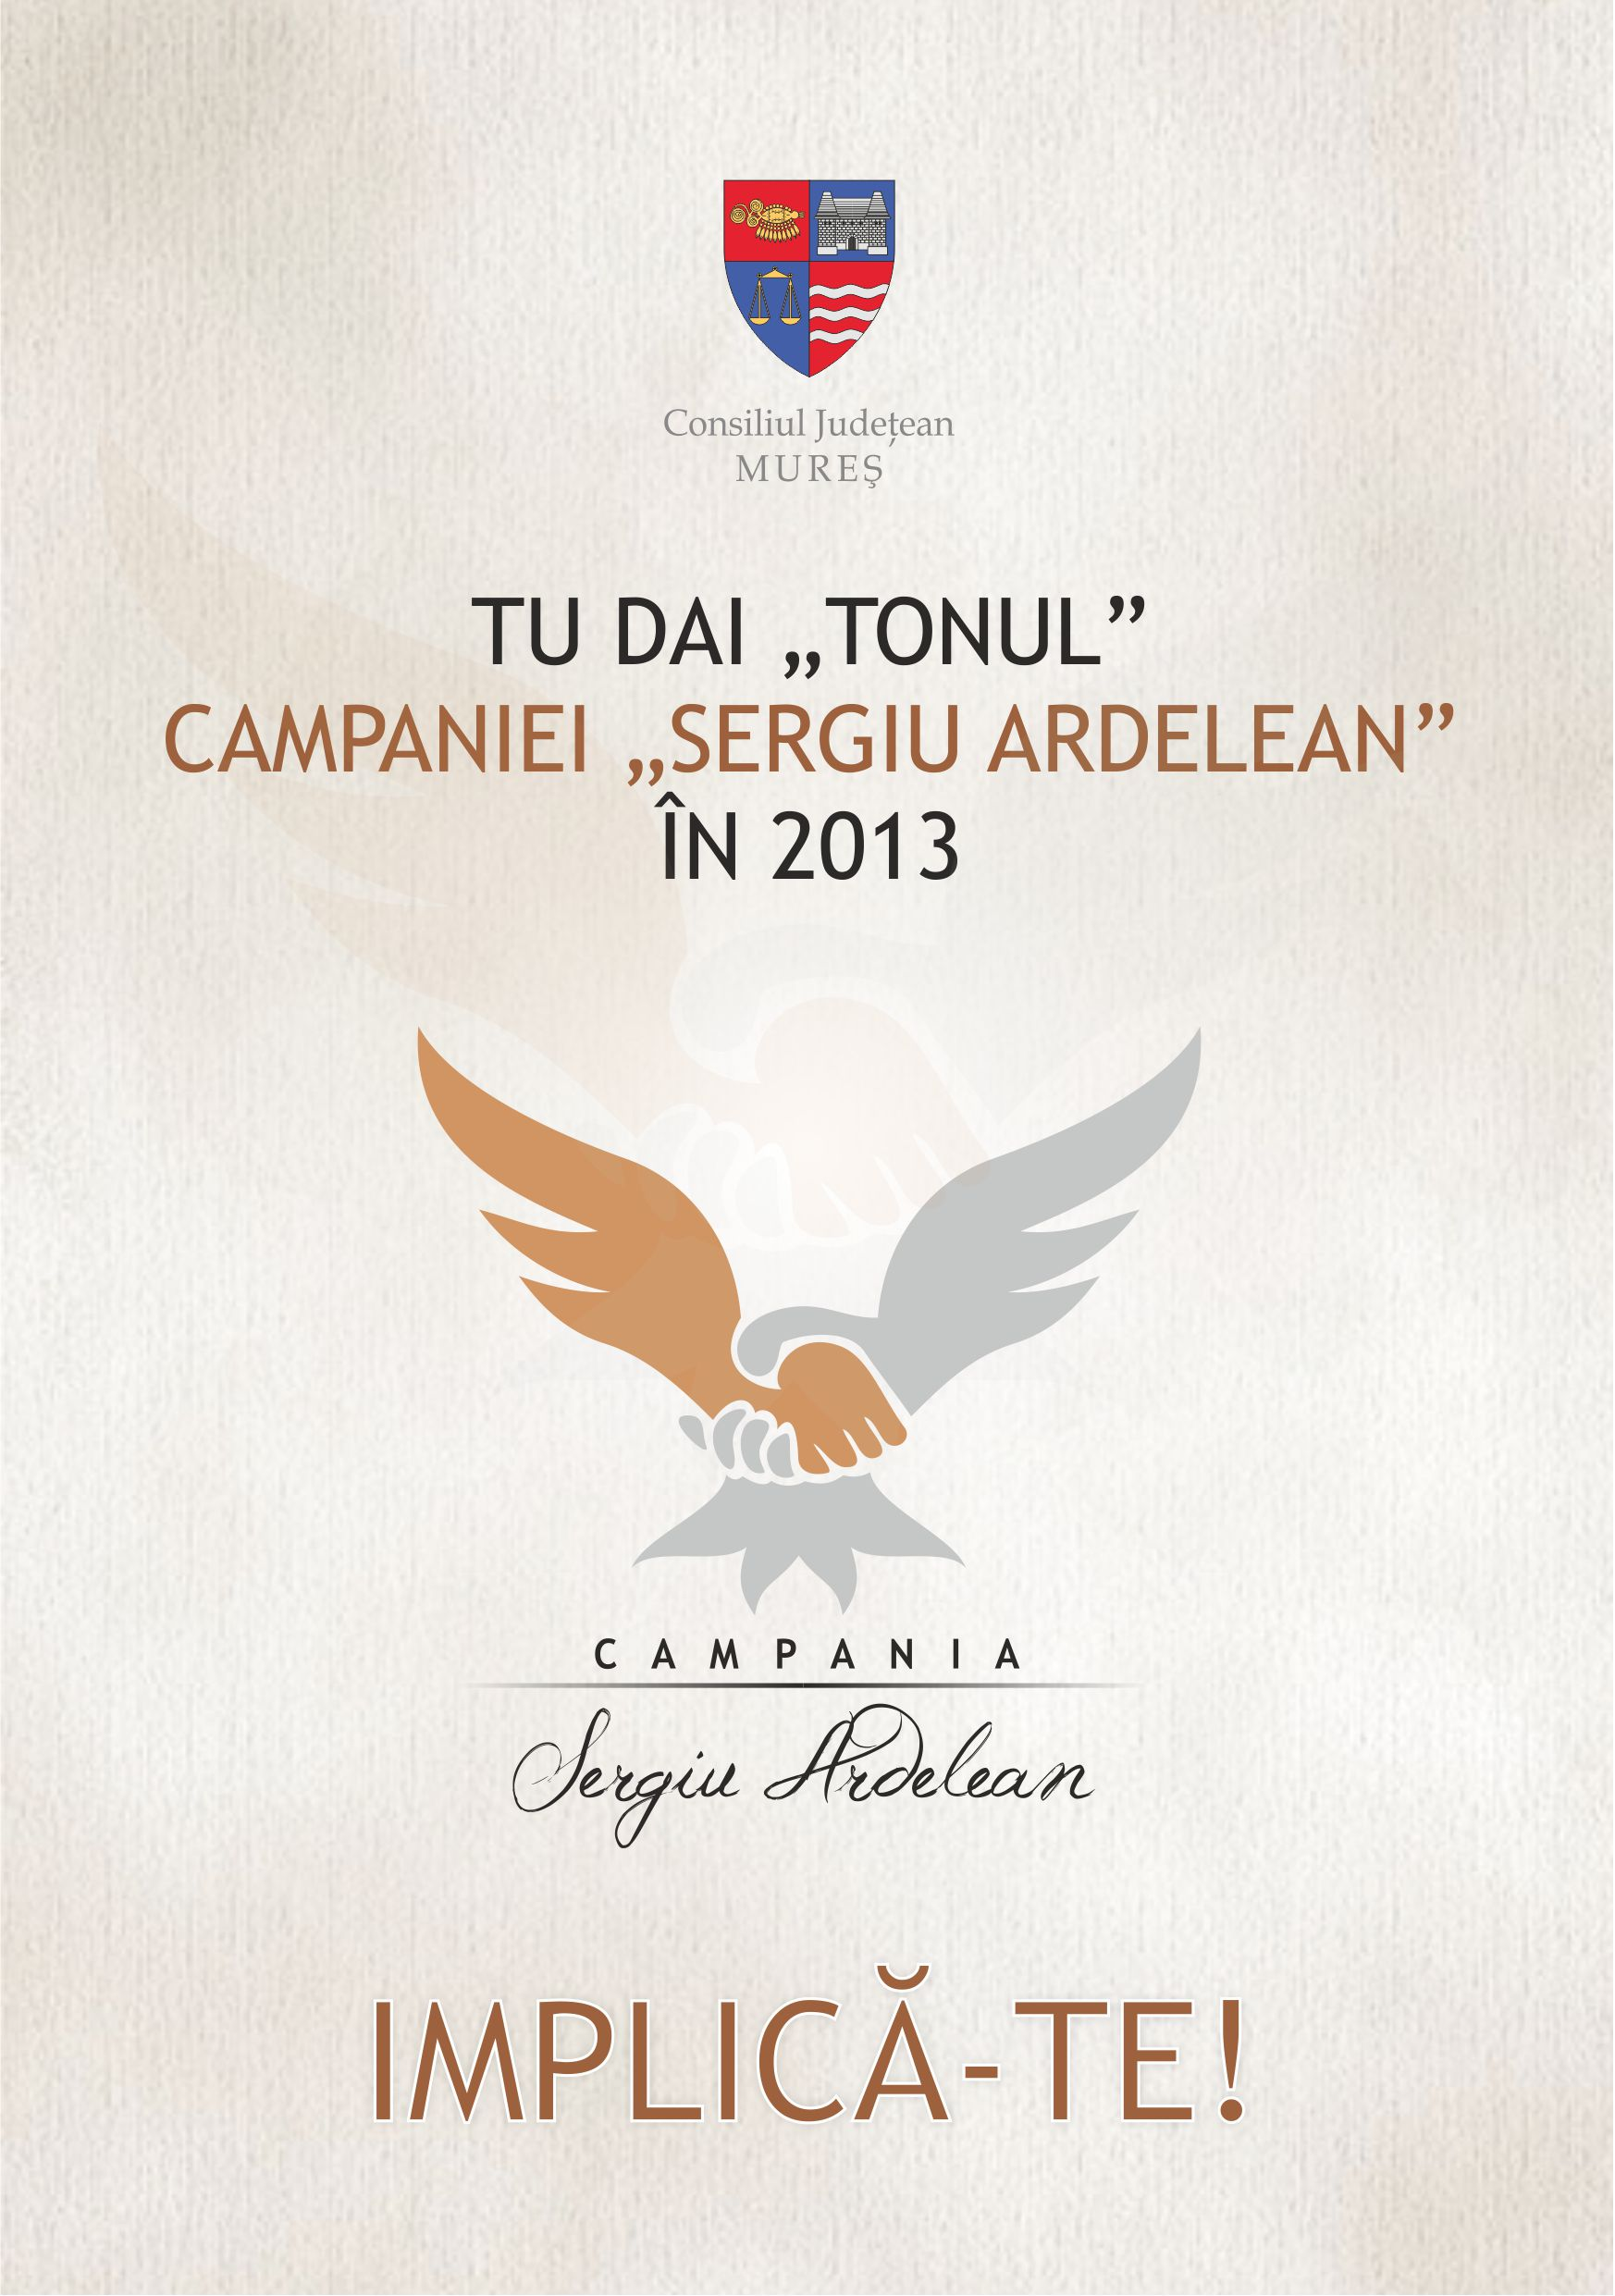 Consiliul Județean
MUREŞ
TU DAI „TONUL”
CAMPANIEI „SERGIU ARDELEAN”
ÎN 2013
CAMPANIA
Sergiu Ardelean
IMPLICĂ-TE!